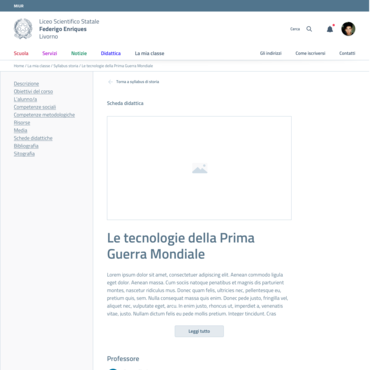 MIUR
Liceo Scientifico Statale
Federigo Enriques
Livorno
Cerca
Scuola Servizi Notizie Didattica La mia classe
Gli indirizzi Come iscriversi Contatti
Home / La mia classe / Syllabus storia / Le tecnologie della Prima Guerra Mondiale
Descrizione
Obiettivi del corso
L'alunno/a
Competenze sociali
Competenze metodologiche
Risorse
Media
Schede didattiche
Bibliografia
Sitografia
Torna a syllabus di storia
Scheda didattica
Le tecnologie della Prima
Guerra Mondiale
Lorem ipsum dolor sit amet, consectetuer adipiscing elit. Aenean commodo ligula
eget dolor. Aenean massa. Cum sociis natoque penatibus et magnis dis parturient
montes, nascetur ridiculus mus. Donec quam felis, ultricies nec, pellentesque eu,
pretium quis, sem. Nulla consequat massa quis enim. Donec pede justo, fringilla vel,
aliquet nec, vulputate eget, arcu. In enim justo, rhoncus ut, imperdiet a, venenatis
vitae, justo. Nullam dictum felis eu pede mollis pretium. Integer tincidunt. Cras
Leggi tutto
Professore